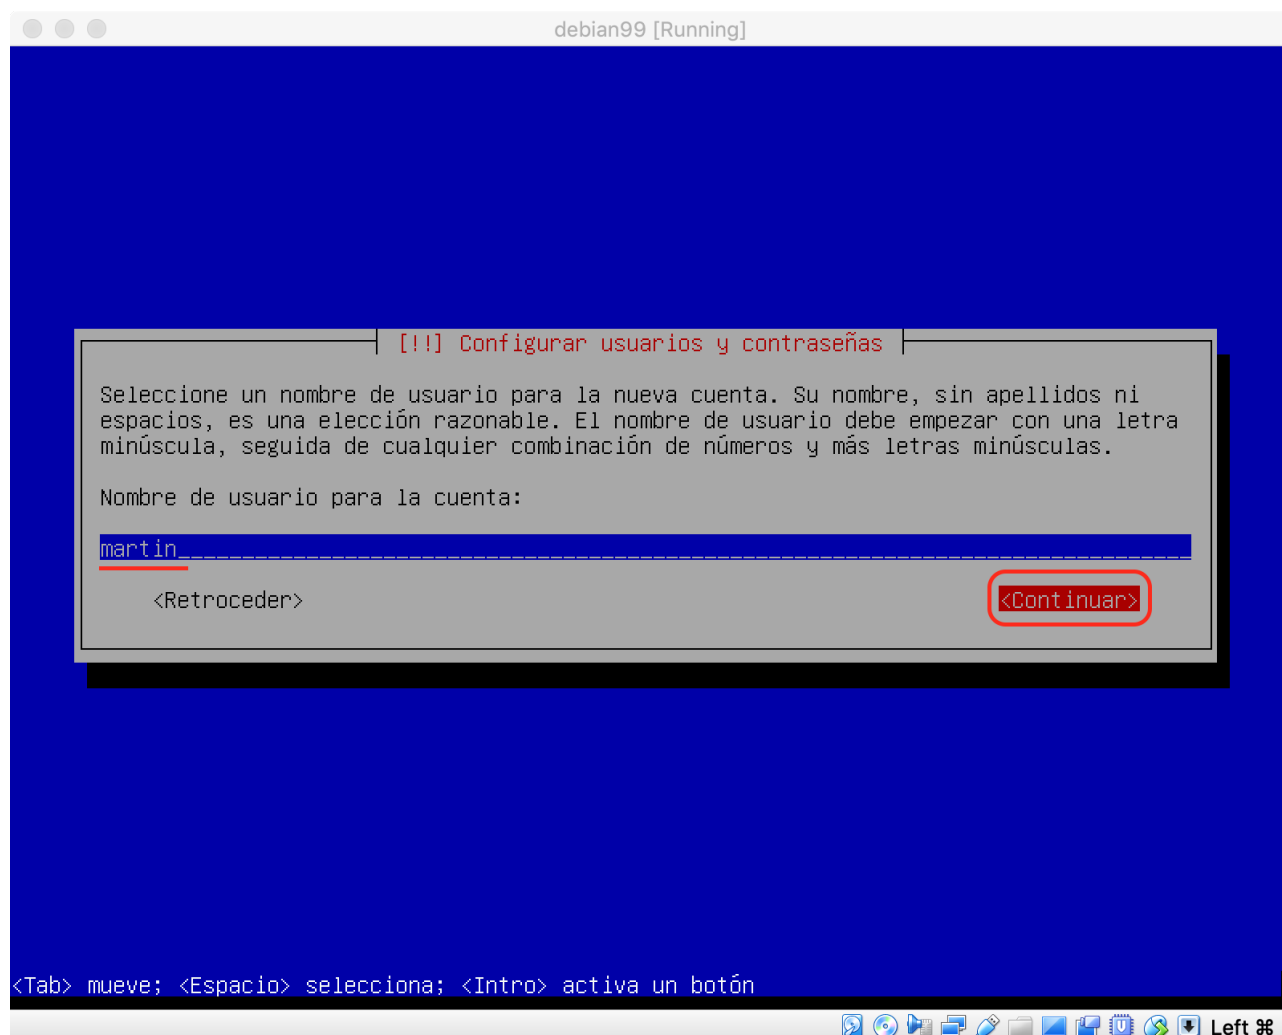 debian99 [Running]
[!!] Configurar usuarios y contraseñas
Seleccione un nombre de usuario para la nueva cuenta. Su nombre, sin apellidos ni
espacios, es una elección razonable. El nombre de usuario debe empezar con una letra
minúscula, seguida de cualquier combinación de números y más letras minúsculas.
Nombre de usuario para la cuenta:
martin
<Retroceder> <Continuar>
<Tab> mueve; <Espacio> selecciona; <Intro> activa un botón
Left ⌘